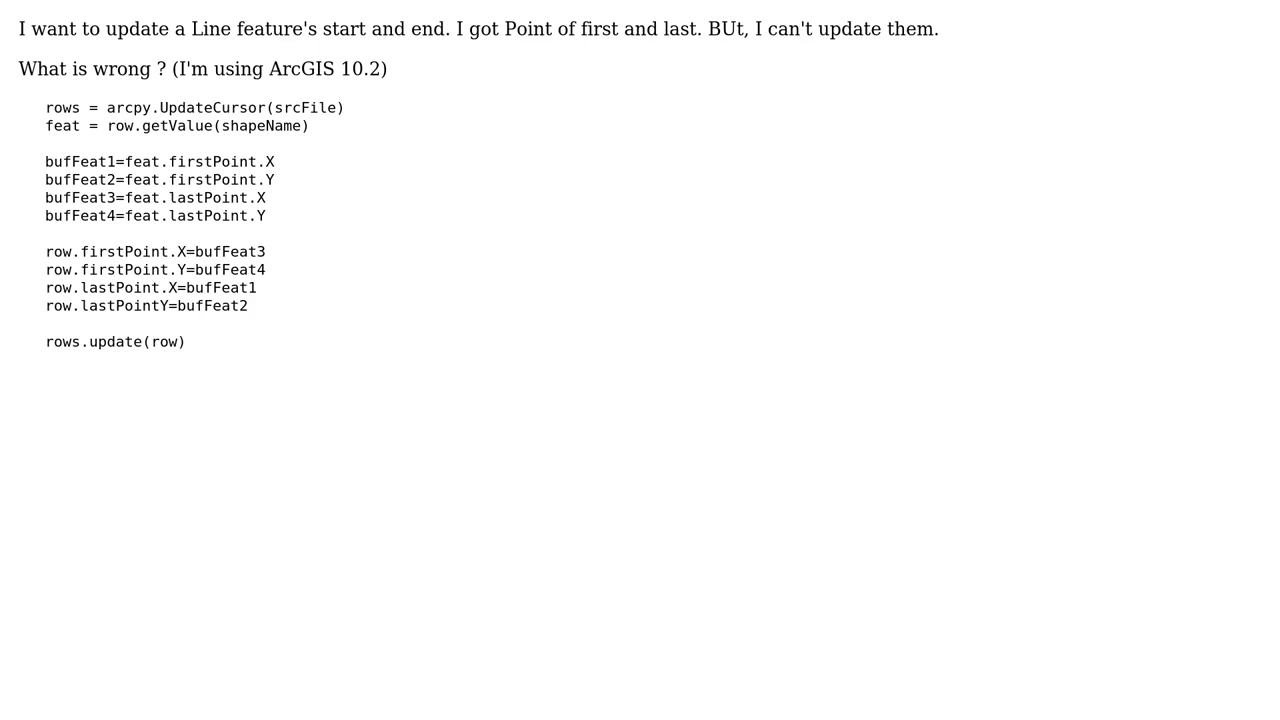 I want to update a Line feature's start and end. I got Point of first and last. BUt, I can't update them.
What is wrong ? (I'm using ArcGIS 10.2)
rows = arcpy.UpdateCursor(srcFile)
feat = row.getValue(shapeName)
bufFeat1=feat.firstPoint.X
bufFeat2=feat.firstPoint.Y
bufFeat3=feat.lastPoint.X
bufFeat4=feat.lastPoint.Y
row.firstPoint.X=bufFeat3
row.firstPoint.Y=bufFeat4
row.lastPoint.X=bufFeat1
row.lastPointY=bufFeat2
rows.update(row)